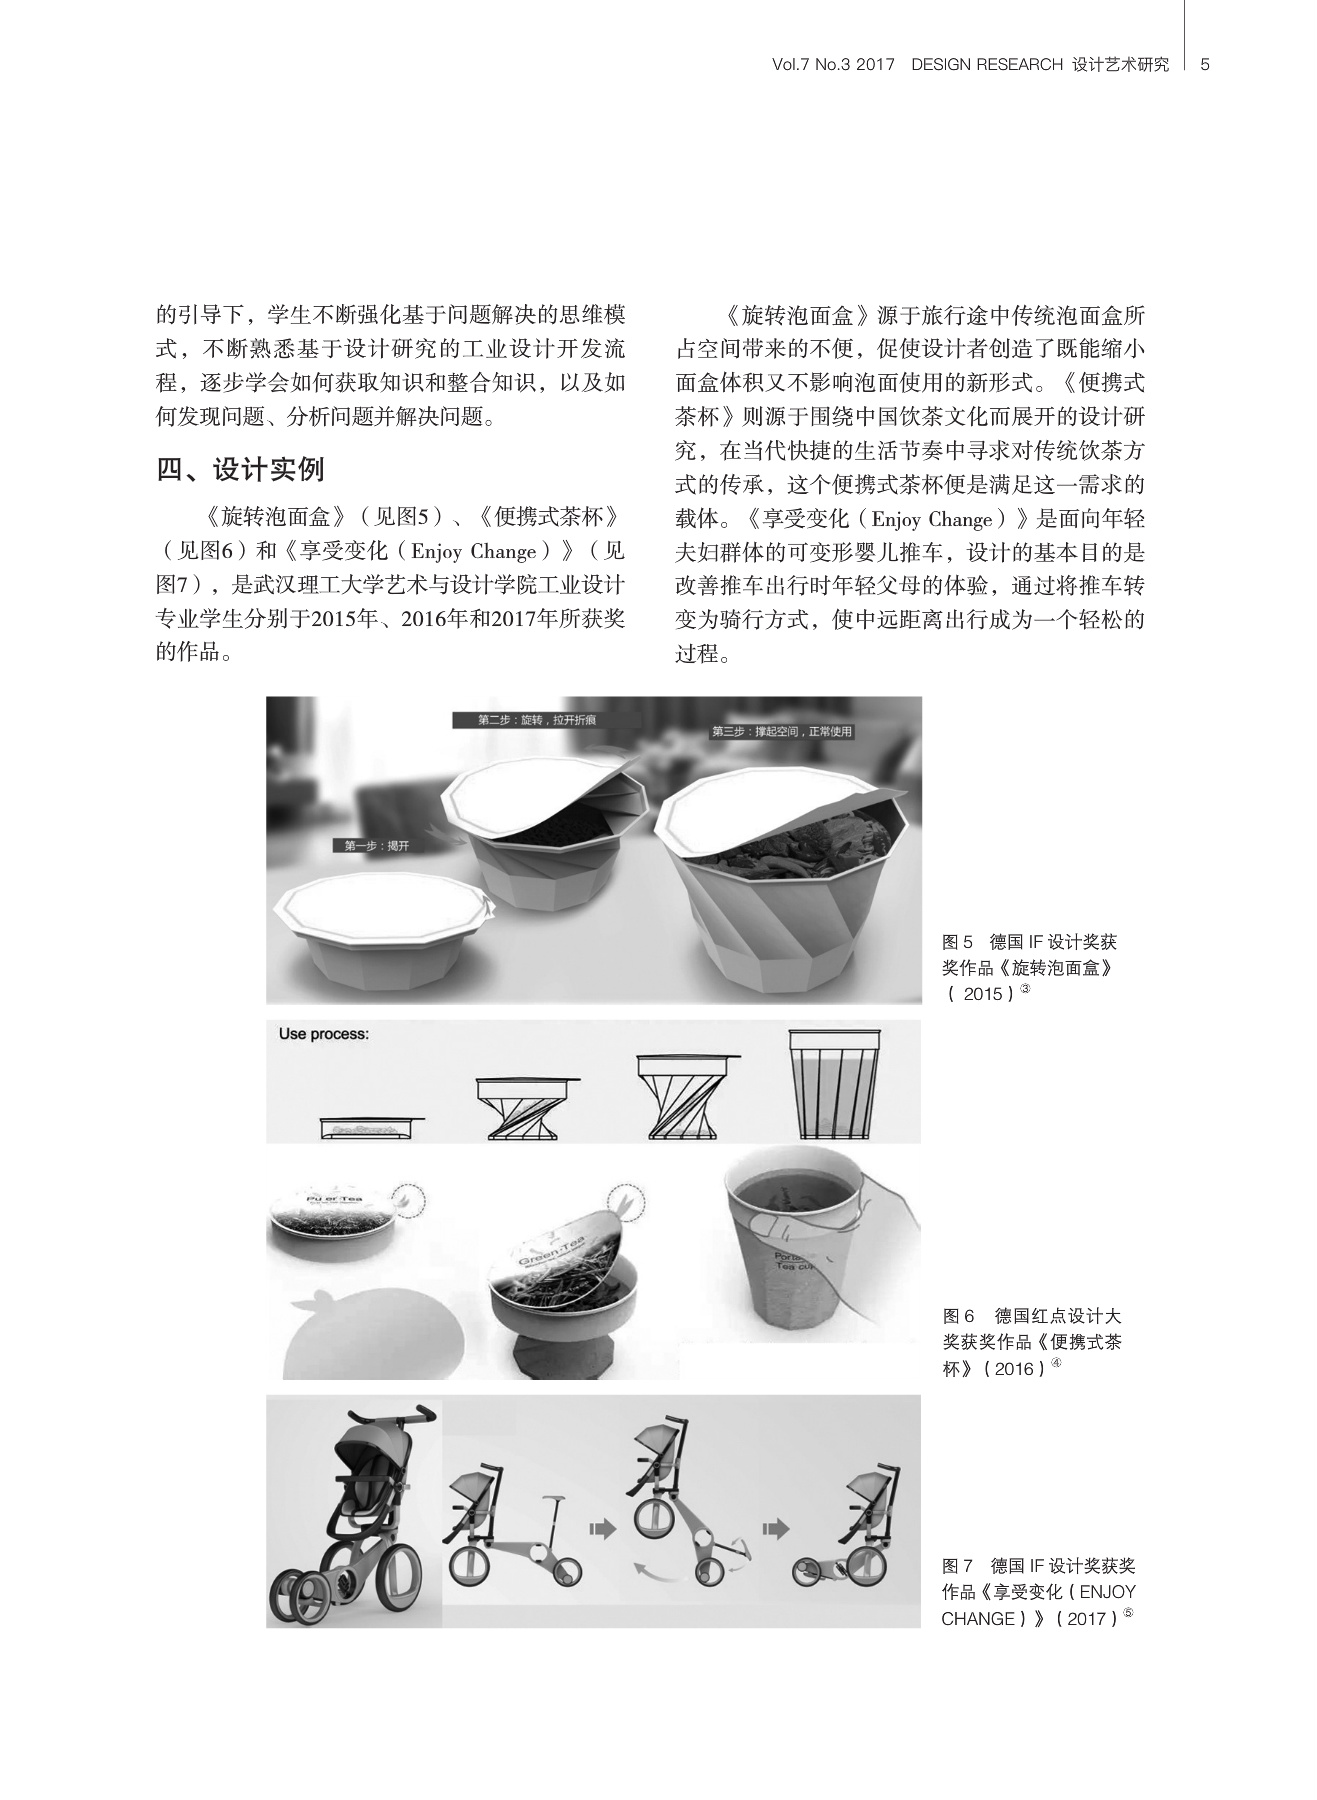 Vol.7 No.3 2017 DESIGN RESEARCH 设计艺术研究 5
的引导下，学生不断强化基于问题解决的思维模
式，不断熟悉基于设计研究的工业设计开发流
程，逐步学会如何获取知识和整合知识，以及如
何发现问题、分析问题并解决问题。
四、设计实例
《旋转泡面盒》（见图5）、《便携式茶杯》
（见图6）和《享受变化（Enjoy Change）》（见
图7），是武汉理工大学艺术与设计学院工业设计
专业学生分别于2015年、2016年和2017年所获奖
的作品。
《旋转泡面盒》源于旅行途中传统泡面盒所
占空间带来的不便，促使设计者创造了既能缩小
面盒体积又不影响泡面使用的新形式。《便携式
茶杯》则源于围绕中国饮茶文化而展开的设计研
究，在当代快捷的生活节奏中寻求对传统饮茶方
式的传承，这个便携式茶杯便是满足这一需求的
载体。《享受变化（Enjoy Change）》是面向年轻
夫妇群体的可变形婴儿推车，设计的基本目的是
改善推车出行时年轻父母的体验，通过将推车转
变为骑行方式，使中远距离出行成为一个轻松的
过程。
第一步：揭开
第二步：旋转，拉开折痕
第三步：撑起空间，正常使用
图 5 德国 IF 设计奖获
奖作品《旋转泡面盒》
（ 2015）③
Use process:
Pu er Tea
Green Tea
Tea cup
图 6 德国红点设计大
奖获奖作品《便携式茶
杯》（2016）④
图 7 德国 IF 设计奖获奖
作品《享受变化（ENJOY
CHANGE）》（2017）⑤